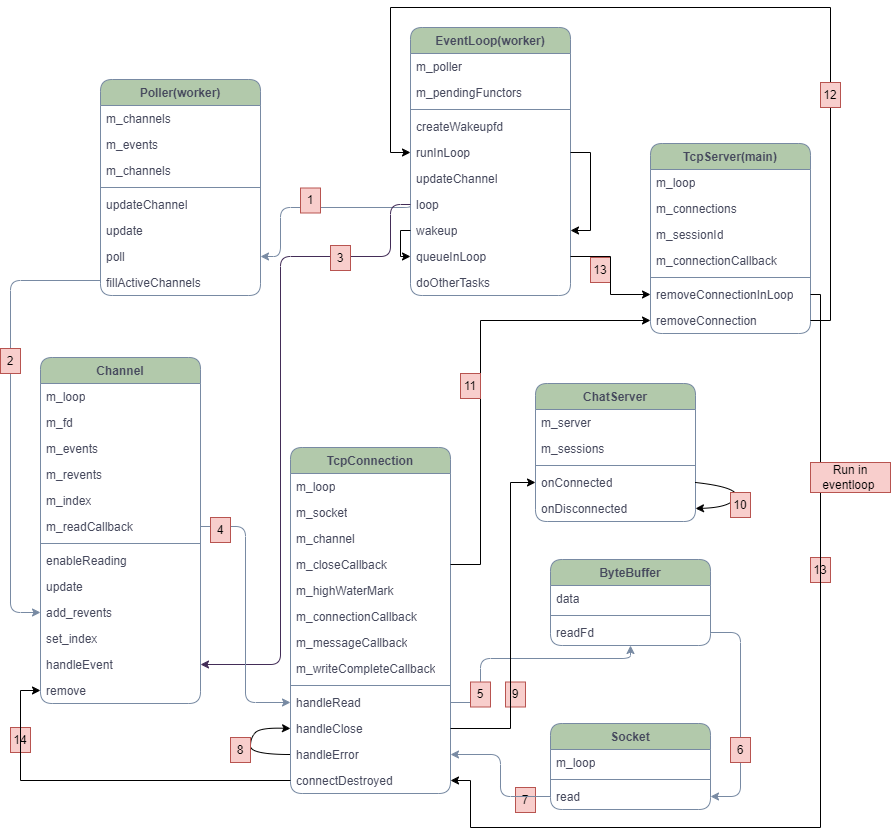 EventLoop(worker)
m_poller
m_pendingFunctors
createWakeupfd
runInLoop
updateChannel
loop
wakeup
queueInLoop
doOtherTasks
Poller(worker)
m_channels
m_events
m_channels
updateChannel
update
poll
fillActiveChannels
TcpServer(main)
m_loop
m_connections
m_sessionId
m_connectionCallback
removeConnectionInLoop
removeConnection
12
1
3
13
2
11
Channel
m_loop
m_fd
m_events
m_revents
m_index
m_readCallback
enableReading
update
add_revents
set_index
handleEvent
remove
4
TcpConnection
m_loop
m_socket
m_channel
m_closeCallback
m_highWaterMark
m_connectionCallback
m_messageCallback
m_writeCompleteCallback
handleRead
handleClose
handleError
connectDestroyed
ChatServer
m_server
m_sessions
onConnected
onDisconnected
10
Run in
eventloop
13
ByteBuffer
data
readFd
5
9
6
Socket
m_loop
read
7
8
14